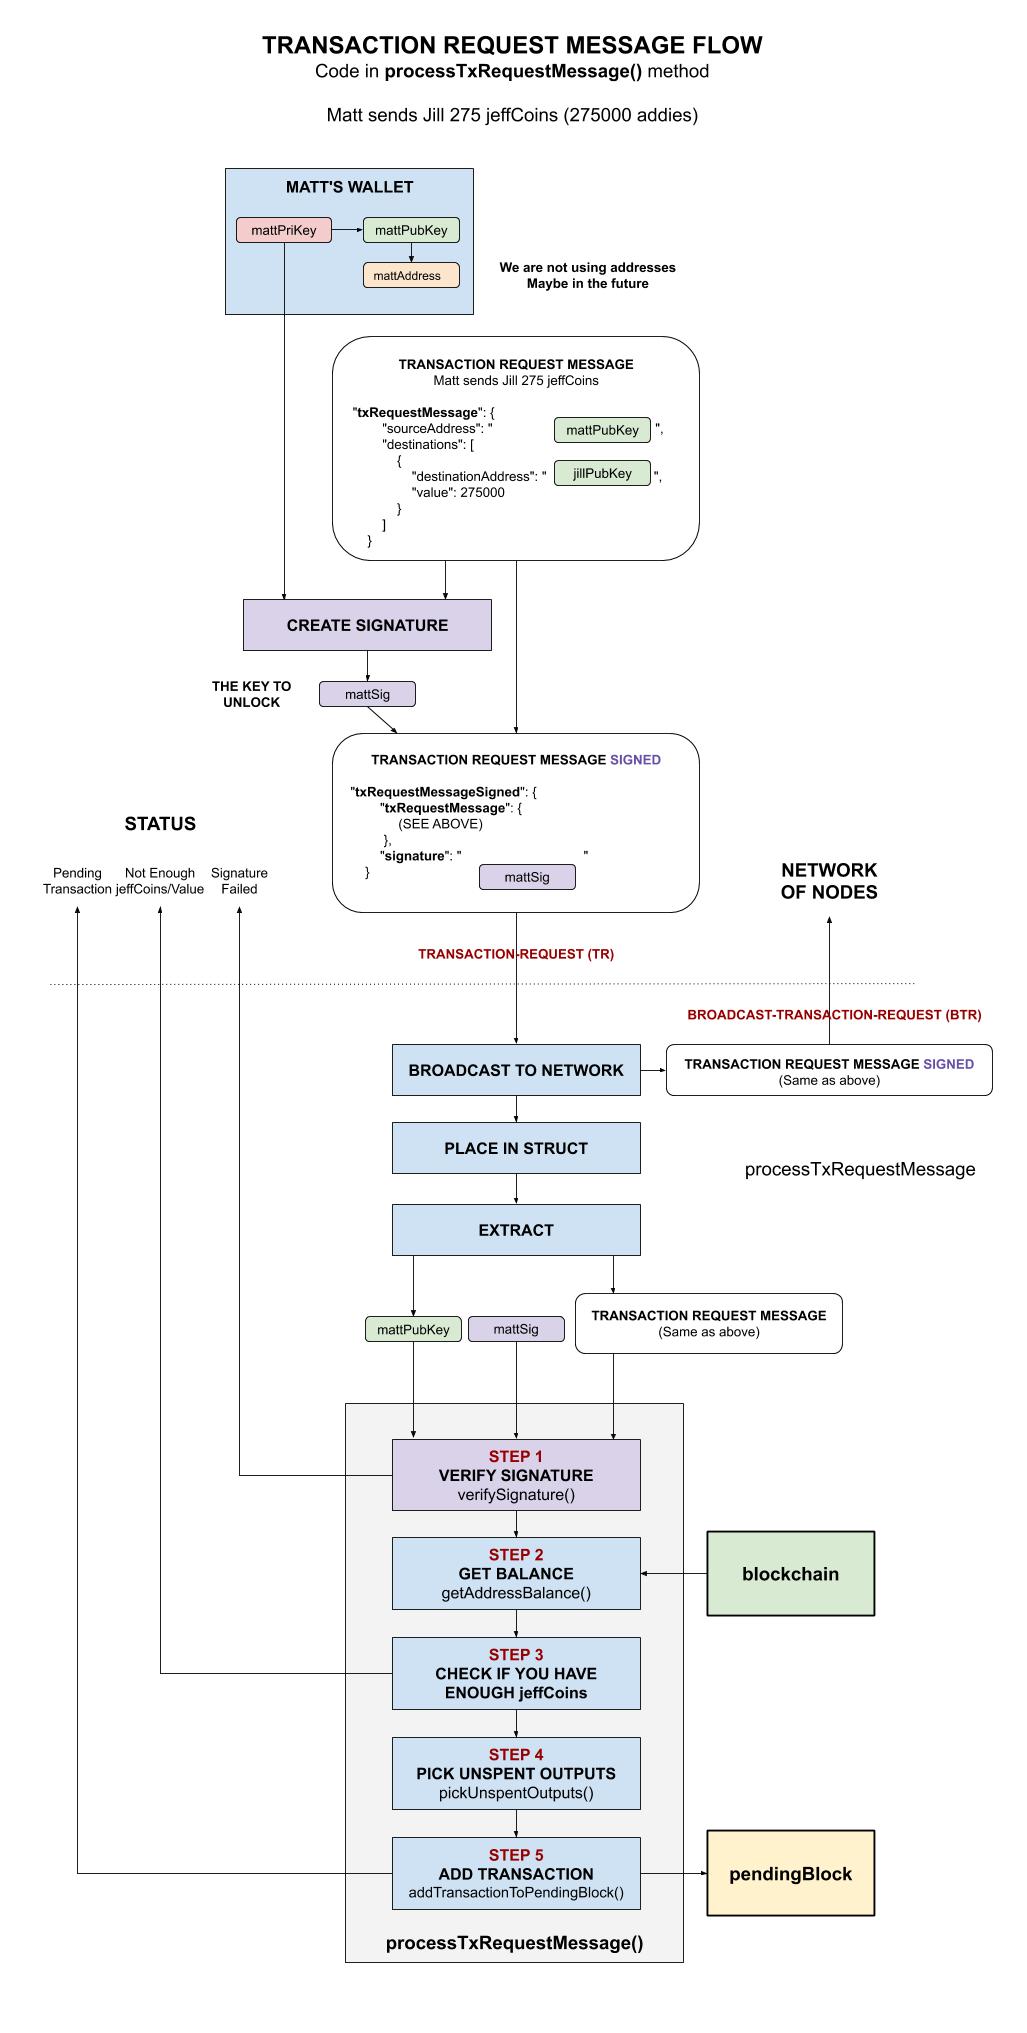 TRANSACTION REQUEST MESSAGE FLOW
Code in processTxRequestMessage() method
Matt sends Jill 275 jeffCoins (275000 addies)
MATT'S WALLET
mattPriKey
mattPubKey
mattAddress
We are not using addresses
Maybe in the future
TRANSACTION REQUEST MESSAGE
Matt sends Jill 275 jeffCoins
"txRequestMessage": {
"sourceAddress": " mattPubKey ",
"destinations": [
{
"destinationAddress": " jillPubKey ",
"value": 275000
}
]
}
CREATE SIGNATURE
THE KEY TO
UNLOCK
mattSig
TRANSACTION REQUEST MESSAGE SIGNED
"txRequestMessageSigned": {
"txRequestMessage": {
(SEE ABOVE)
},
"signature": " mattSig "
}
STATUS
Pending
Transaction
Not Enough
jeffCoins/Value
Signature
Failed
NETWORK
OF NODES
TRANSACTION-REQUEST (TR)
BROADCAST-TRANSACTION-REQUEST (BTR)
BROADCAST TO NETWORK
TRANSACTION REQUEST MESSAGE SIGNED
(Same as above)
PLACE IN STRUCT
processTxRequestMessage
EXTRACT
mattPubKey
mattSig
TRANSACTION REQUEST MESSAGE
(Same as above)
STEP 1
VERIFY SIGNATURE
verifySignature()
STEP 2
GET BALANCE
getAddressBalance()
blockchain
STEP 3
CHECK IF YOU HAVE
ENOUGH jeffCoins
STEP 4
PICK UNSPENT OUTPUTS
pickUnspentOutputs()
STEP 5
ADD TRANSACTION
addTransactionToPendingBlock()
pendingBlock
processTxRequestMessage()